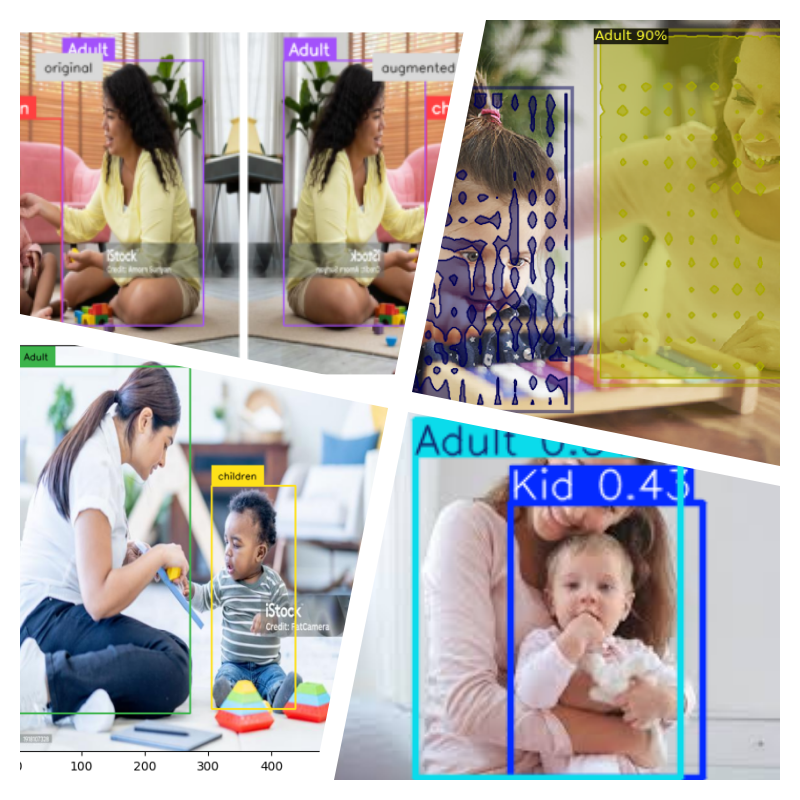 Adult
original
Adult
augmented
iStock
iStock
Adult 90%
Adult
children
iStock
Credit: FatCamera
100
200
300
400
Adult
Kid 0.43